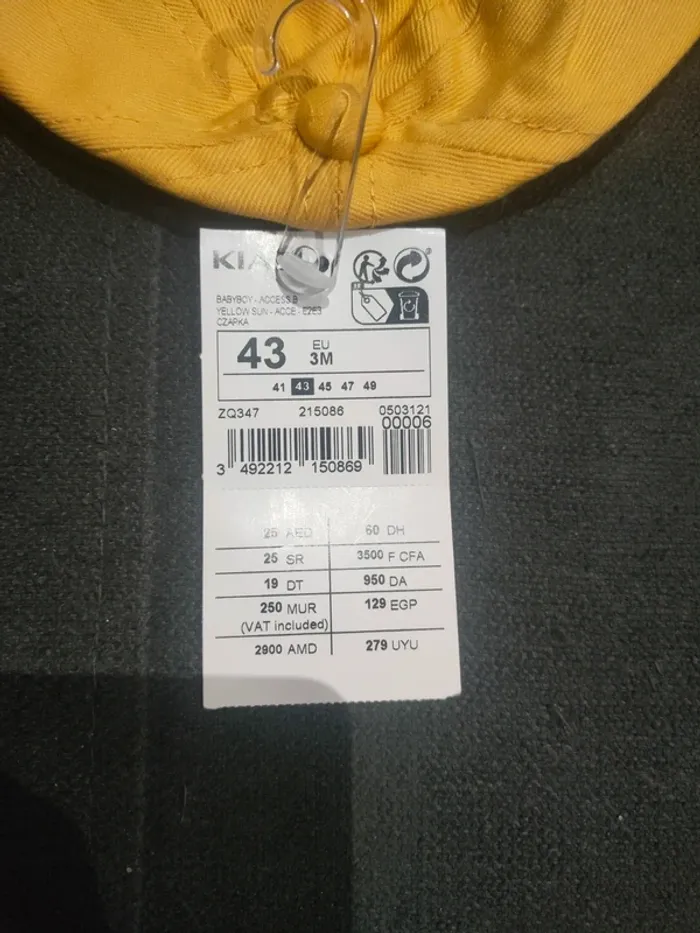 KIA
BABYBOY - ACCESS B
YELLOW SUN - ACCE - E2E3
CZAPKA
43 EU 3M
41 43 45 47 49
ZQ347 215086 0503121
00006
3 492212 150869
25 AED 60 DH
25 SR 3500 F CFA
19 DT 950 DA
250 MUR 129 EGP
(VAT included)
2900 AMD 279 UYU